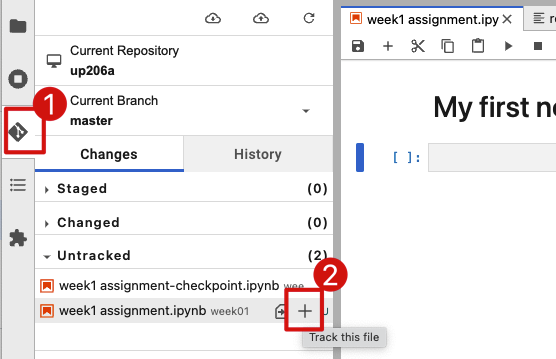 Current Repository
up206a
Current Branch
master
Changes
History
Staged (0)
Changed (0)
Untracked (2)
week1 assignment-checkpoint.ipynb wee
week1 assignment.ipynb week01 U
Track this file
1
2
week1 assignment.ipy
My first
[ ]: